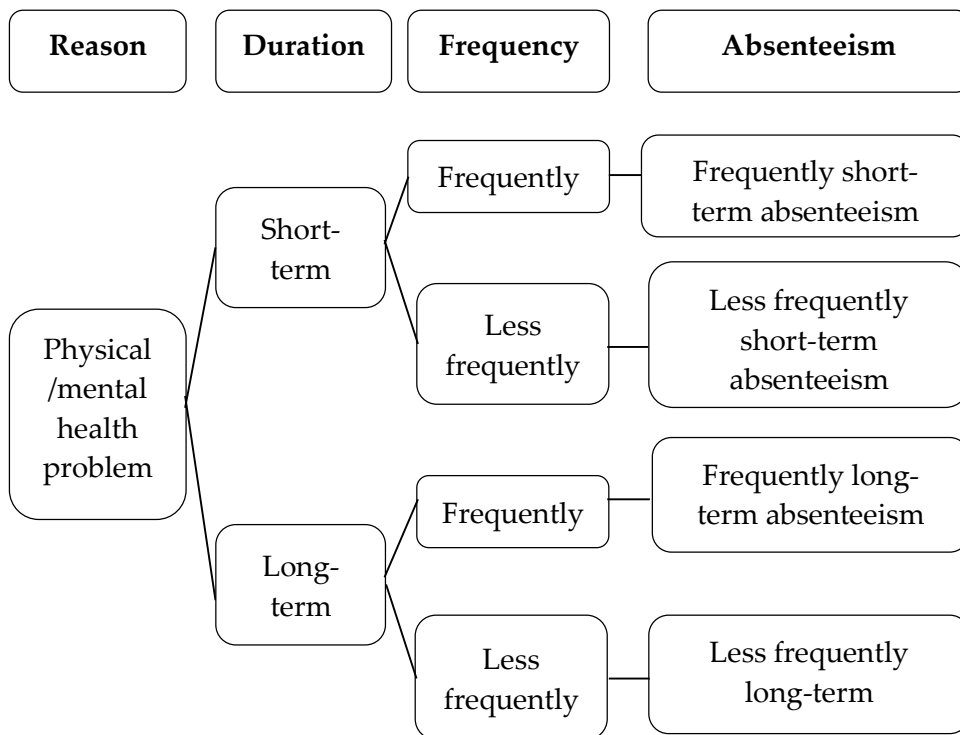 Reason
Duration
Frequency
Absenteeism
Physical
/mental
health
problem
Short-
term
Frequently
Frequently short-
term absenteeism
Less
frequently
Less frequently
short-term
absenteeism
Long-
term
Frequently
Frequently long-
term absenteeism
Less
frequently
Less frequently
long-term